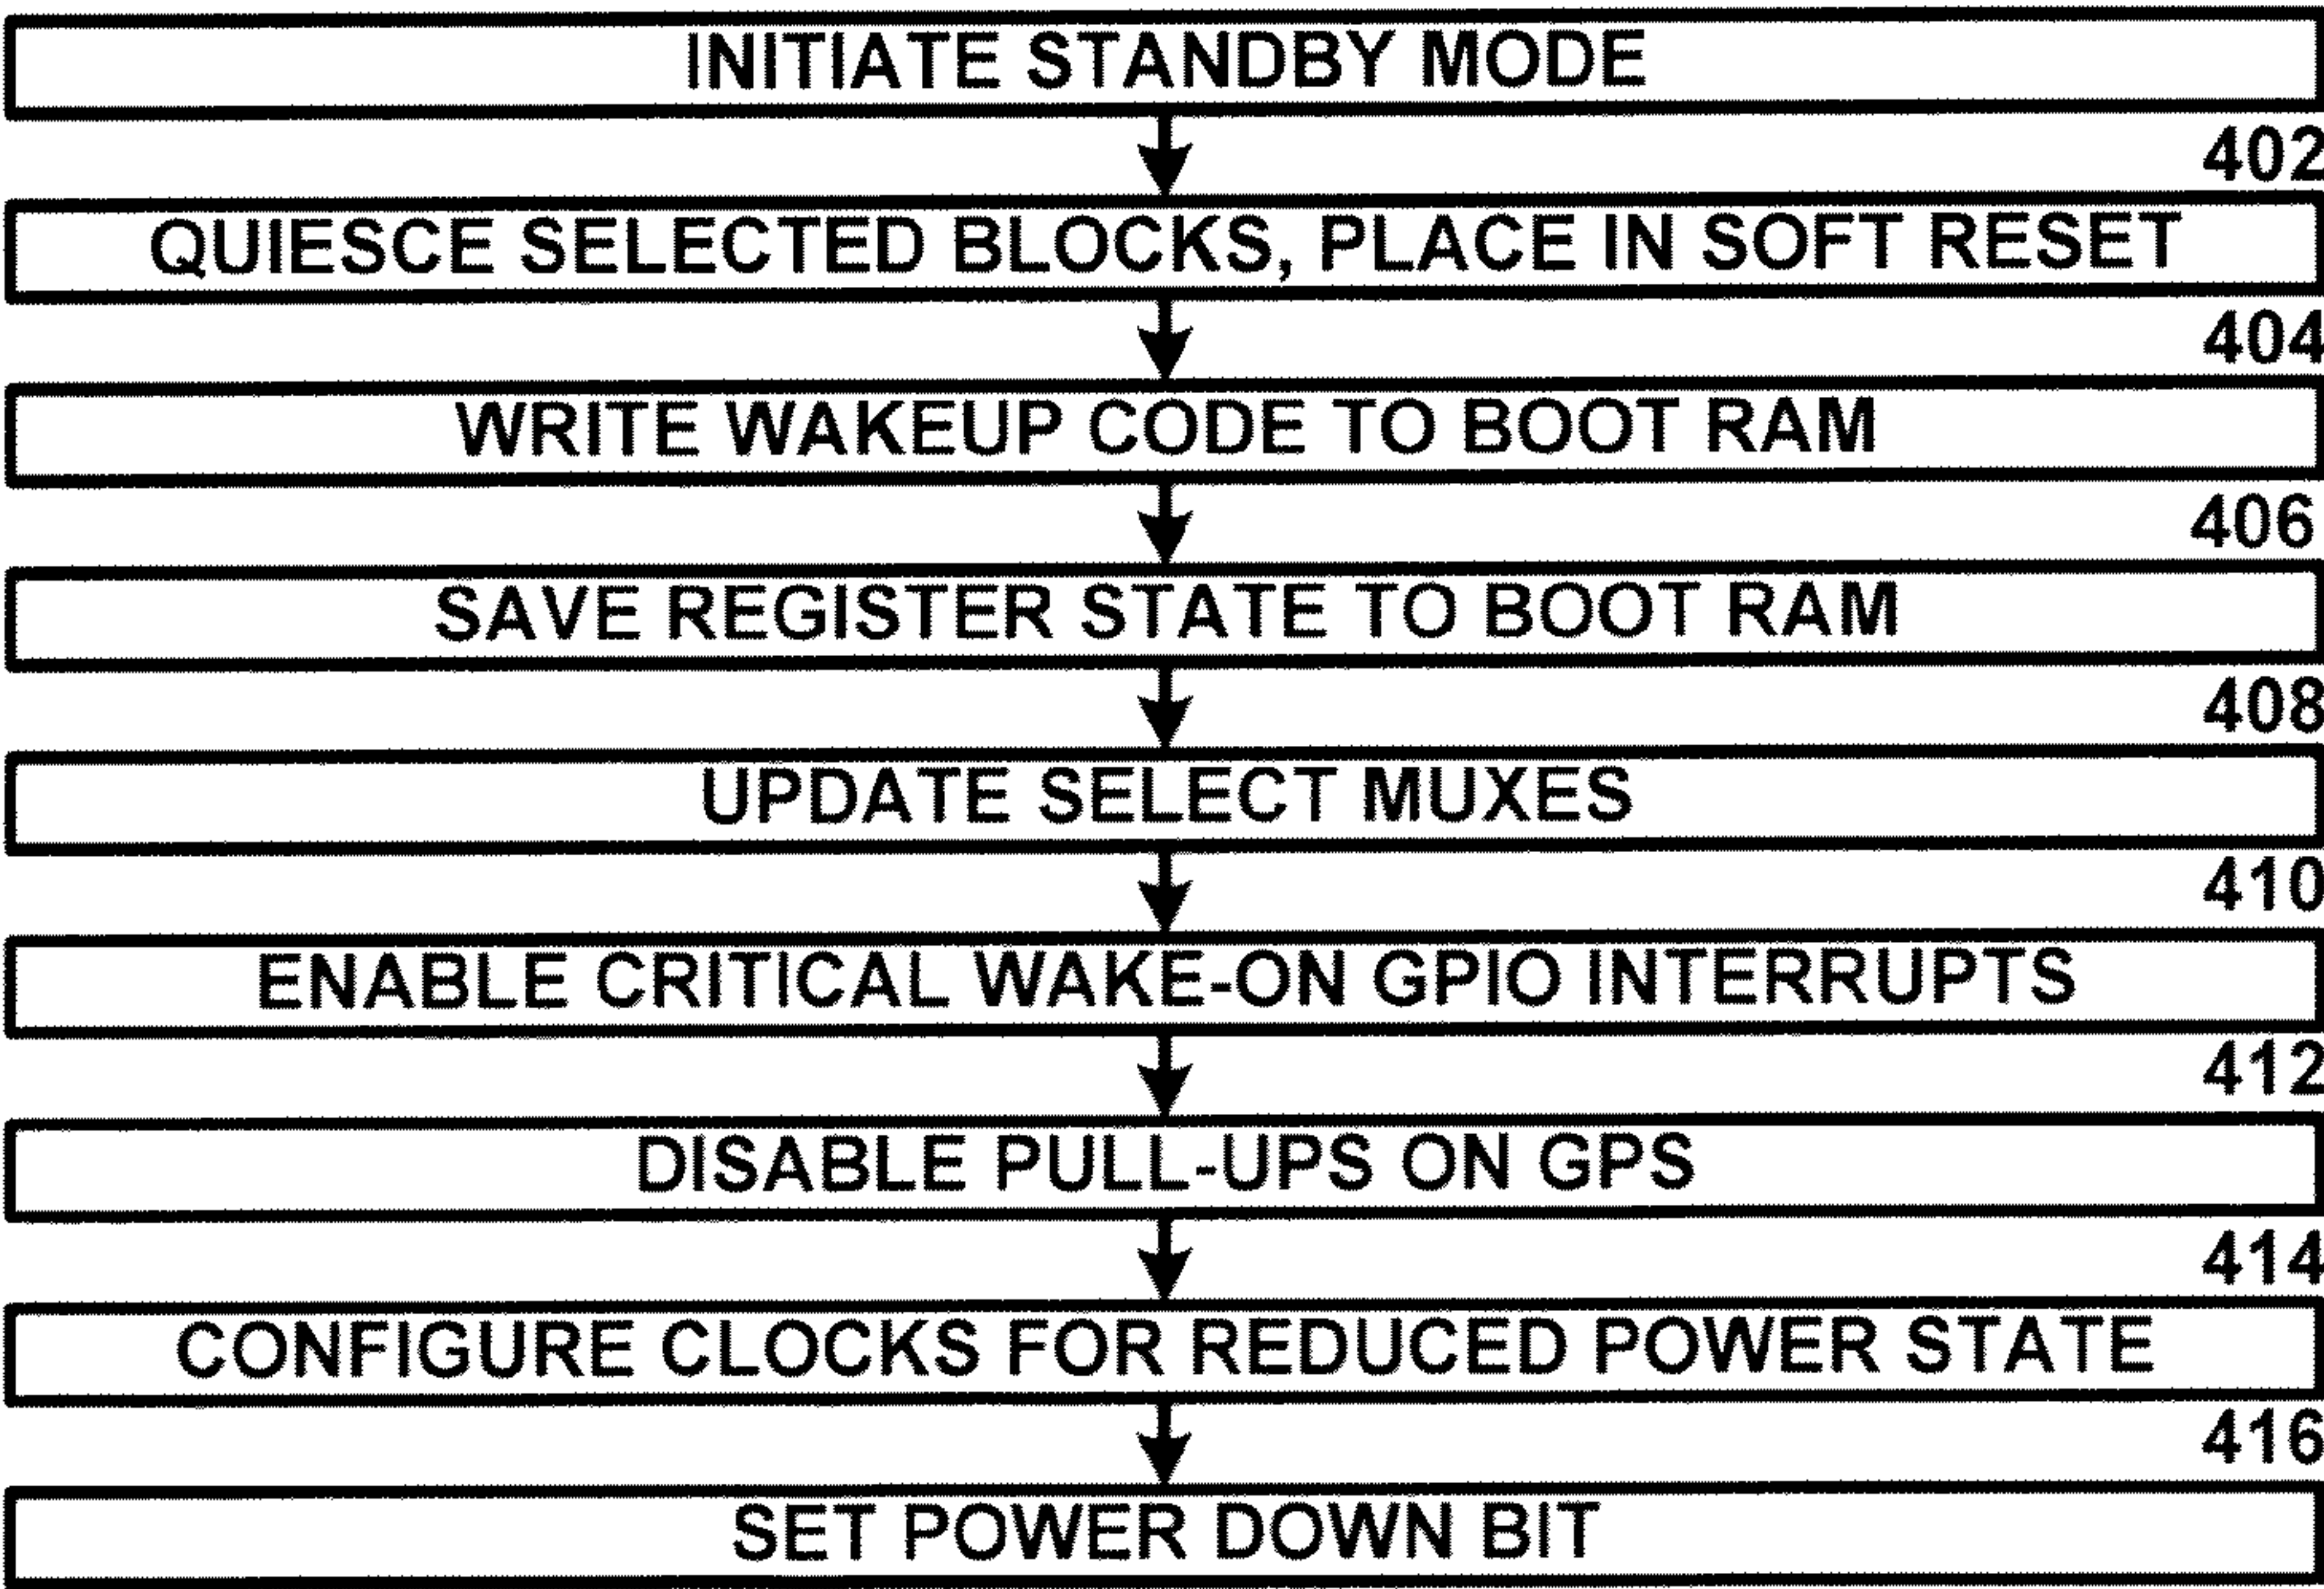 INITIATE STANDBY MODE
402
QUIESCE SELECTED BLOCKS, PLACE IN SOFT RESET
404
WRITE WAKEUP CODE TO BOOT RAM
406
SAVE REGISTER STATE TO BOOT RAM
408
UPDATE SELECT MUXES
410
ENABLE CRITICAL WAKE-ON GPIO INTERRUPTS
412
DISABLE PULL-UPS ON GPS
414
CONFIGURE CLOCKS FOR REDUCED POWER STATE
416
SET POWER DOWN BIT